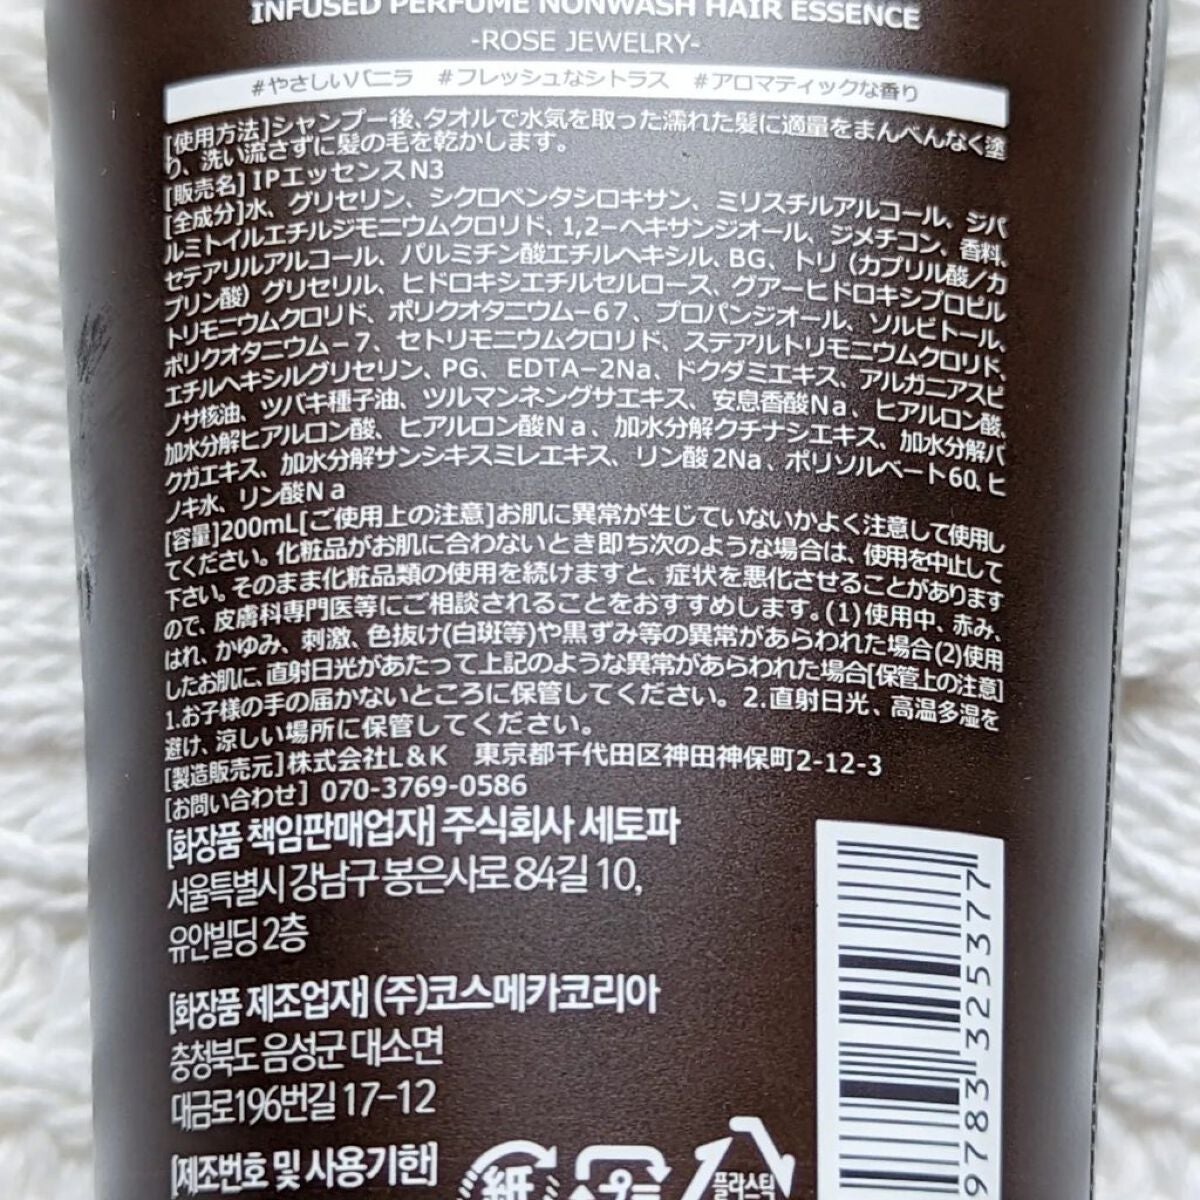 INFUSED PERFUME NONWASH HAIR ESSENCE
-ROSE JEWELRY-
#やさしいバニラ #フレッシュなシトラス #アロマティックな香り
[使用方法]シャンプー後、タオルで水気を取った濡れた髪に適量をまんべんなく塗
り、洗い流さずに髪の毛を乾かします。
[販売名] IPエッセンスN3
[全成分]水、グリセリン、シクロペンタシロキサン、ミリスチルアルコール、ジパ
ルミトイルエチルジモニウムクロリド、1,2-ヘキサンジオール、ジメチコン、香料、
セテアリルアルコール、パルミチン酸エチルヘキシル、BG、トリ（カプリル酸／カ
プリン酸）グリセリル、ヒドロキシエチルセルロース、グアーヒドロキシプロピル
トリモニウムクロリド、ポリクオタニウム-67、プロパンジオール、ソルビトール、
ポリクオタニウム-7、セトリモニウムクロリド、ステアルトリモニウムクロリド、
エチルヘキシルグリセリン、PG、EDTA-2Na、ドクダミエキス、アルガニアスピ
ノサ核油、ツバキ種子油、ツルマンネングサエキス、安息香酸Na、ヒアルロン酸、
加水分解ヒアルロン酸、ヒアルロン酸Na、加水分解クチナシエキス、加水分解バ
クガエキス、加水分解サンシキスミレエキス、リン酸2Na、ポリソルベート60、ヒ
ノキ水、リン酸Na
[容量]200mL[ご使用上の注意]お肌に異常が生じていないかよく注意して使用し
てください。化粧品がお肌に合わないとき即ち次のような場合は、使用を中止して
下さい。そのまま化粧品類の使用を続けますと、症状を悪化させることがあります
ので、皮膚科専門医等にご相談されることをおすすめします。(1)使用中、赤み、
はれ、かゆみ、刺激、色抜け(白斑等)や黒ずみ等の異常があらわれた場合(2)使用
したお肌に、直射日光があたって上記のような異常があらわれた場合[保管上の注意]
1.お子様の手の届かないところに保管してください。2.直射日光、高温多湿を
避け、涼しい場所に保管してください。
[製造販売元]株式会社L&K 東京都千代田区神田神保町2-12-3
[お問い合わせ] 070-3769-0586
[화장품 책임판매업자] 주식회사 세토파
서울특별시 강남구 봉은사로 84길 10,
유안빌딩 2층
[화장품 제조업자] (주)코스메카코리아
충청북도 음성군 대소면
대금로196번길 17-12
[제조번호 및 사용기한]
紙
플라스틱
9783 325377